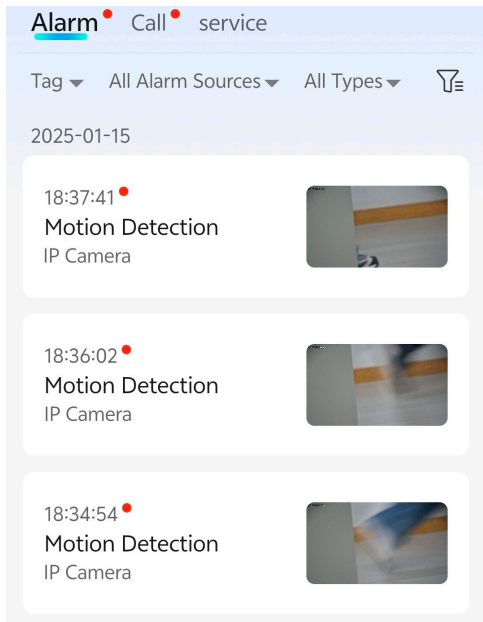 Alarm Call service
Tag All Alarm Sources All Types
2025-01-15
18:37:41
Motion Detection
IP Camera
18:36:02
Motion Detection
IP Camera
18:34:54
Motion Detection
IP Camera